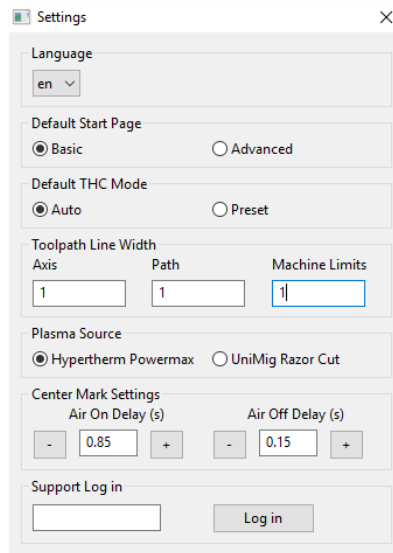 Settings
Language
en
Default Start Page
Basic Advanced
Default THC Mode
Auto Preset
Toolpath Line Width
Axis Path Machine Limits
1 1 1
Plasma Source
Hypertherm Powermax UniMig Razor Cut
Center Mark Settings
Air On Delay (s) Air Off Delay (s)
- 0.85 + - 0.15 +
Support Log in
Log in